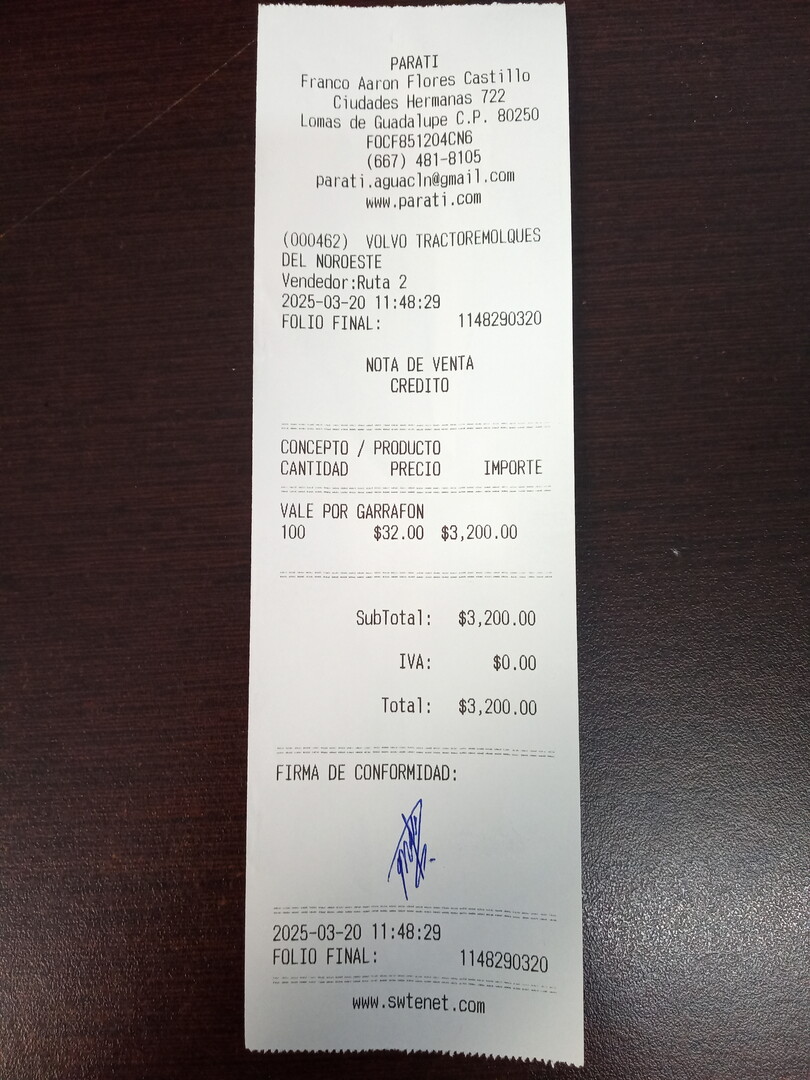 PARATI
Franco Aaron Flores Castillo
Ciudades Hermanas 722
Lomas de Guadalupe C.P. 80250
FOCF851204CN6
(667) 481-8105
parati.aguacln@gmail.com
www.parati.com
(000462) VOLVO TRACTOREMOLQUES
DEL NOROESTE
Vendedor:Ruta 2
2025-03-20 11:48:29
FOLIO FINAL: 1148290320
NOTA DE VENTA
CREDITO
CONCEPTO / PRODUCTO
CANTIDAD PRECIO IMPORTE
VALE POR GARRAFON
100 $32.00 $3,200.00
SubTotal: $3,200.00
IVA: $0.00
Total: $3,200.00
FIRMA DE CONFORMIDAD:
2025-03-20 11:48:29
FOLIO FINAL: 1148290320
www.swtenet.com